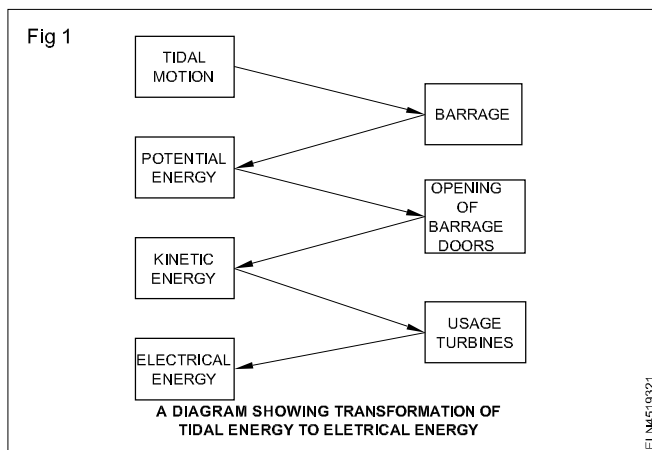 Fig 1
TIDAL
MOTION
BARRAGE
POTENTIAL
ENERGY
OPENING
OF
BARRAGE
DOORS
KINETIC
ENERGY
USAGE
TURBINES
ELECTRICAL
ENERGY
A DIAGRAM SHOWING TRANSFORMATION OF
TIDAL ENERGY TO ELETRICAL ENERGY
ELN4519321